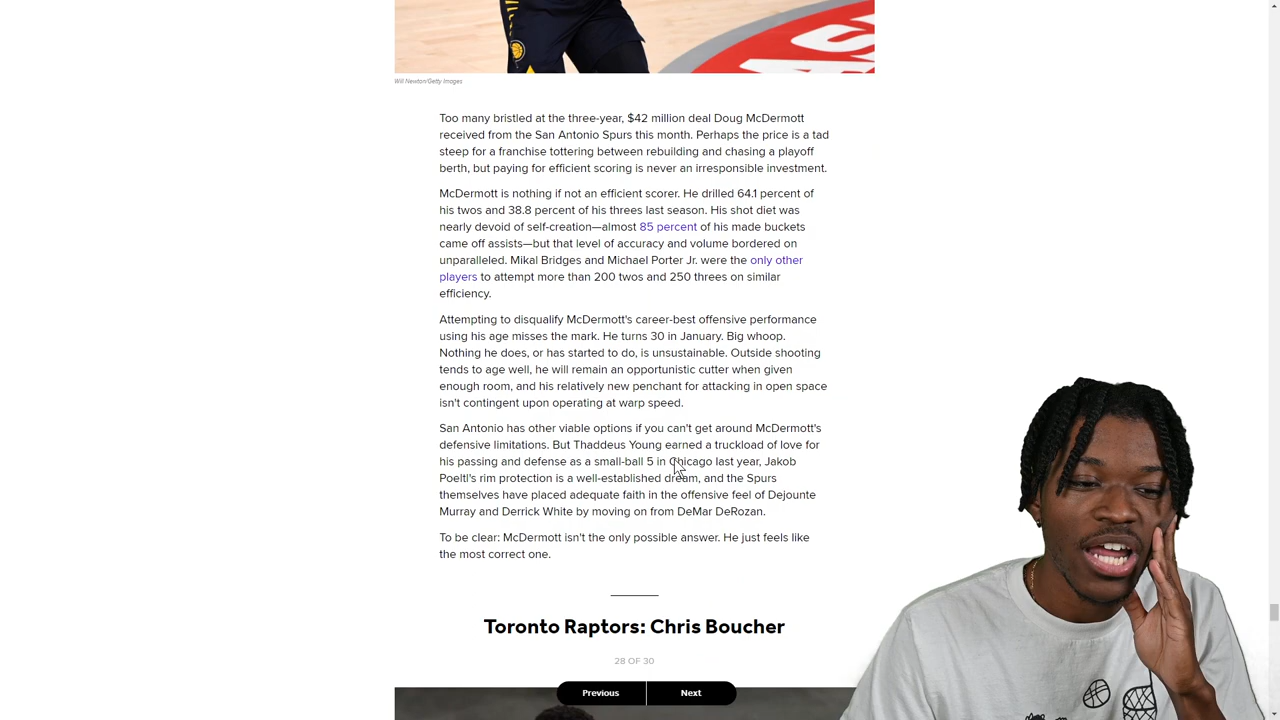 Will Newton/Getty Images
Too many bristled at the three-year, $42 million deal Doug McDermott
received from the San Antonio Spurs this month. Perhaps the price is a tad
steep for a franchise tottering between rebuilding and chasing a playoff
berth, but paying for efficient scoring is never an irresponsible investment.
McDermott is nothing if not an efficient scorer. He drilled 64.1 percent of
his twos and 38.8 percent of his threes last season. His shot diet was
nearly devoid of self-creation—almost 85 percent of his made buckets
came off assists—but that level of accuracy and volume bordered on
unparalleled. Mikal Bridges and Michael Porter Jr. were the only other
players to attempt more than 200 twos and 250 threes on similar
efficiency.
Attempting to disqualify McDermott's career-best offensive performance
using his age misses the mark. He turns 30 in January. Big whoop.
Nothing he does, or has started to do, is unsustainable. Outside shooting
tends to age well, he will remain an opportunistic cutter when given
enough room, and his relatively new penchant for attacking in open space
isn't contingent upon operating at warp speed.
San Antonio has other viable options if you can't get around McDermott's
defensive limitations. But Thaddeus Young earned a truckload of love for
his passing and defense as a small-ball 5 in Chicago last year, Jakob
Poeltl's rim protection is a well-established dream, and the Spurs
themselves have placed adequate faith in the offensive feel of Dejounte
Murray and Derrick White by moving on from DeMar DeRozan.
To be clear: McDermott isn't the only possible answer. He just feels like
the most correct one.
Toronto Raptors: Chris Boucher
28 OF 30
Previous Next